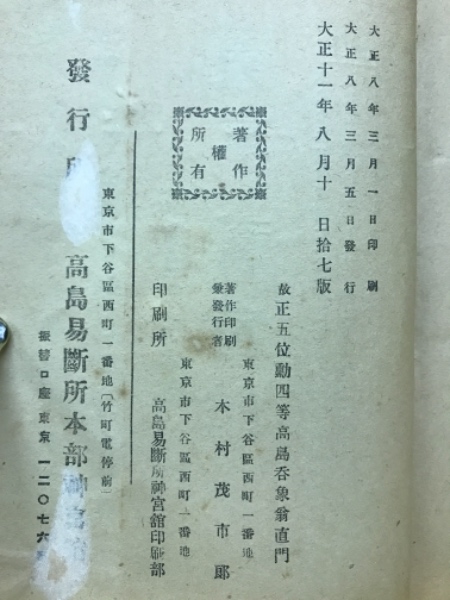 大正八年三月一日印刷
大正八年三月五日發行
大正十一年八月十日拾七版
著作
權
所有
故正五位勳四等高島呑象翁直門
著作印刷
兼發行者
東京市下谷區西町一番地
木村茂市郎
東京市下谷區西町一番地
印刷所
高島易斷所神宮館印刷部
東京市下谷區西町一番地〔竹町電停前〕
發行
高島易斷所本部神宮
振替口座東京一二〇七六